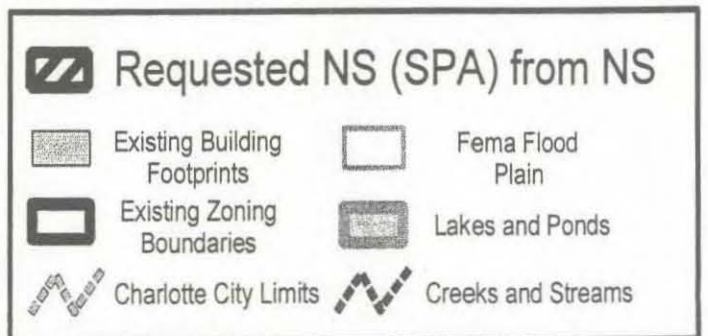 Requested NS (SPA) from NS
Existing Building
Footprints
Fema Flood
Plain
Existing Zoning
Boundaries
Lakes and Ponds
Charlotte City Limits
Creeks and Streams